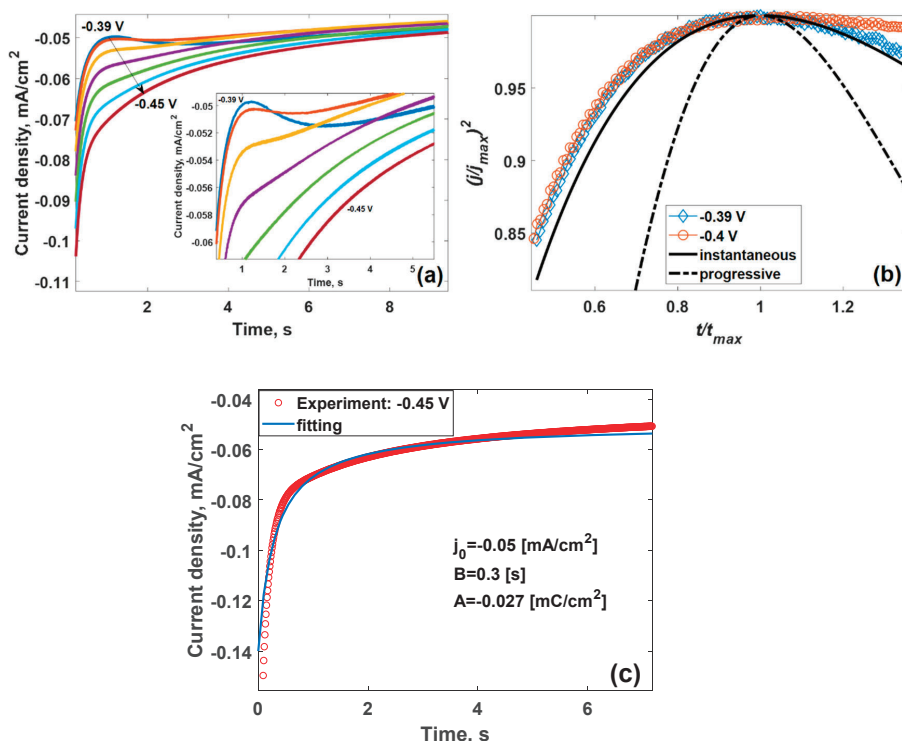 -0.05
-0.06
-0.07
-0.08
-0.09
-0.1
-0.11
Current density, mA/cm²
-0.39 V
-0.45 V
2
4
6
8
Time, s
(a)
-0.05
-0.052
-0.054
-0.056
-0.058
-0.06
Current density, mA/cm²
-0.39 V
-0.45 V
1
2
3
4
5
Time, s
0.95
0.9
0.85
(j/j_max)²
-0.39 V
-0.4 V
instantaneous
progressive
0.6
0.8
1
1.2
t/t_max
(b)
-0.04
-0.06
-0.08
-0.1
-0.12
-0.14
Current density, mA/cm²
Experiment: -0.45 V
fitting
j₀=-0.05 [mA/cm²]
B=0.3 [s]
A=-0.027 [mC/cm²]
0
2
4
6
Time, s
(c)